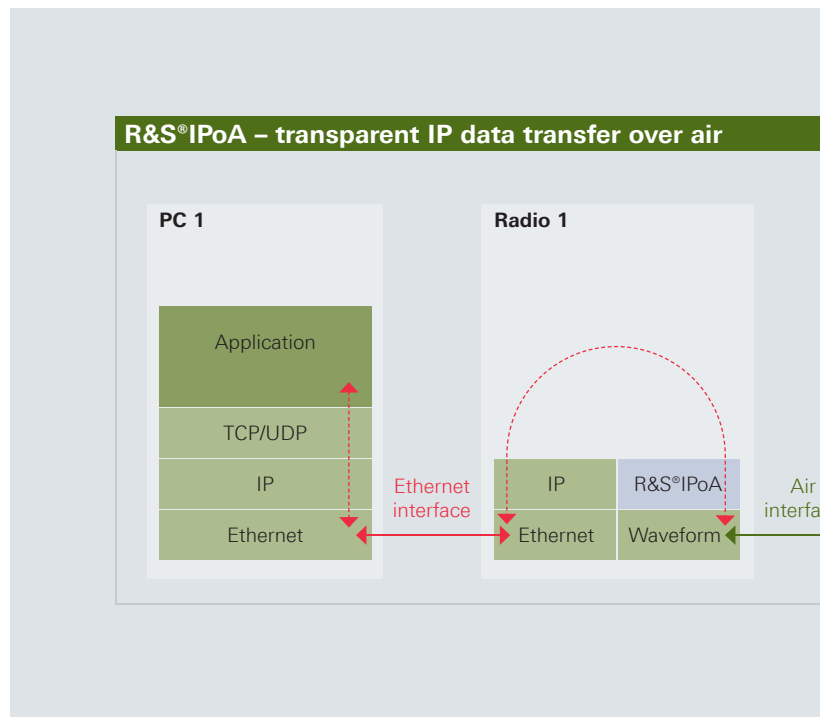 R&S®IPoA – transparent IP data transfer over air
PC 1
Application
TCP/UDP
IP
Ethernet
Ethernet
interface
Radio 1
IP
R&S®IPoA
Ethernet
Waveform
Air
interfa